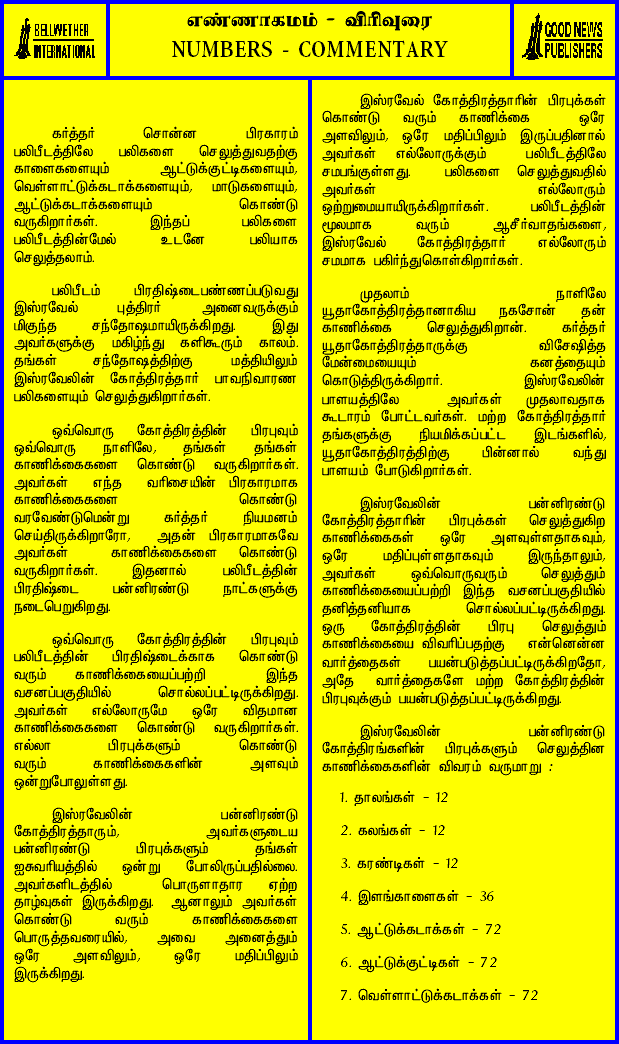 BELLWETHER
INTERNATIONAL
எண்ணாகமம் - விரிவுரை
NUMBERS - COMMENTARY
GOOD NEWS
PUBLISHERS
கர்த்தர் சொன்ன பிரகாரம்
பலிபீடத்திலே பலிகளை செலுத்துவதற்கு
காளைகளையும் ஆட்டுக்குட்டிகளையும்,
வெள்ளாட்டுக்கடாக்களையும், மாடுகளையும்,
ஆட்டுக்கடாக்களையும் கொண்டு
வருகிறார்கள். இந்தப் பலிகளை
பலிபீடத்தின்மேல் உடனே பலியாக
செலுத்தலாம்.
பலிபீடம் பிரதிஷ்டைபண்ணப்படுவது
இஸ்ரவேல் புத்திரர் அனைவருக்கும்
மிகுந்த சந்தோஷமாயிருக்கிறது. இது
அவர்களுக்கு மகிழ்ந்து களிகூரும் காலம்.
தங்கள் சந்தோஷத்திற்கு மத்தியிலும்
இஸ்ரவேலின் கோத்திரத்தார் பாவநிவாரண
பலிகளையும் செலுத்துகிறார்கள்.
ஒவ்வொரு கோத்திரத்தின் பிரபுவும்
ஒவ்வொரு நாளிலே, தங்கள் தங்கள்
காணிக்கைகளை கொண்டு வருகிறார்கள்.
அவர்கள் எந்த வரிசையின் பிரகாரமாக
காணிக்கைகளை கொண்டு
வரவேண்டுமென்று கர்த்தர் நியமனம்
செய்திருக்கிறாரோ, அதன் பிரகாரமாகவே
அவர்கள் காணிக்கைகளை கொண்டு
வருகிறார்கள். இதனால் பலிபீடத்தின்
பிரதிஷ்டை பன்னிரண்டு நாட்களுக்கு
நடைபெறுகிறது.
ஒவ்வொரு கோத்திரத்தின் பிரபுவும்
பலிபீடத்தின் பிரதிஷ்டைக்காக கொண்டு
வரும் காணிக்கையைப்பற்றி இந்த
வசனப்பகுதியில் சொல்லப்பட்டிருக்கிறது.
அவர்கள் எல்லோருமே ஒரே விதமான
காணிக்கைகளை கொண்டு வருகிறார்கள்.
எல்லா பிரபுக்களும் கொண்டு
வரும் காணிக்கைகளின் அளவும்
ஒன்றுபோலுள்ளது.
இஸ்ரவேலின் பன்னிரண்டு
கோத்திரத்தாரும், அவர்களுடைய
பன்னிரண்டு பிரபுக்களும் தங்கள்
ஐசுவரியத்தில் ஒன்று போலிருப்பதில்லை.
அவர்களிடத்தில் பொருளாதார ஏற்ற
தாழ்வுகள் இருக்கிறது. ஆனாலும் அவர்கள்
கொண்டு வரும் காணிக்கைகளை
பொருத்தவரையில், அவை அனைத்தும்
ஒரே அளவிலும், ஒரே மதிப்பிலும்
இருக்கிறது.
இஸ்ரவேல் கோத்திரத்தாரின் பிரபுக்கள்
கொண்டு வரும் காணிக்கை ஒரே
அளவிலும், ஒரே மதிப்பிலும் இருப்பதினால்
அவர்கள் எல்லோருக்கும் பலிபீடத்திலே
சமபங்குள்ளது. பலிகளை செலுத்துவதில்
அவர்கள் எல்லோரும்
ஒற்றுமையாயிருக்கிறார்கள். பலிபீடத்தின்
மூலமாக வரும் ஆசீர்வாதங்களை,
இஸ்ரவேல் கோத்திரத்தார் எல்லோரும்
சமமாக பகிர்ந்துகொள்கிறார்கள்.
முதலாம் நாளிலே
யூதாகோத்திரத்தானாகிய நகசோன் தன்
காணிக்கை செலுத்துகிறான். கர்த்தர்
யூதாகோத்திரத்தாருக்கு விசேஷித்த
மேன்மையையும் கனத்தையும்
கொடுத்திருக்கிறார். இஸ்ரவேலின்
பாளயத்திலே அவர்கள் முதலாவதாக
கூடாரம் போட்டவர்கள். மற்ற கோத்திரத்தார்
தங்களுக்கு நியமிக்கப்பட்ட இடங்களில்,
யூதாகோத்திரத்திற்கு பின்னால் வந்து
பாளயம் போடுகிறார்கள்.
இஸ்ரவேலின் பன்னிரண்டு
கோத்திரத்தாரின் பிரபுக்கள் செலுத்துகிற
காணிக்கைகள் ஒரே அளவுள்ளதாகவும்,
ஒரே மதிப்புள்ளதாகவும் இருந்தாலும்,
அவர்கள் ஒவ்வொருவரும் செலுத்தும்
காணிக்கையைப்பற்றி இந்த வசனப்பகுதியில்
தனித்தனியாக சொல்லப்பட்டிருக்கிறது.
ஒரு கோத்திரத்தின் பிரபு செலுத்தும்
காணிக்கையை விவரிப்பதற்கு என்னென்ன
வார்த்தைகள் பயன்படுத்தப்பட்டிருக்கிறதோ,
அதே வார்த்தைகளே மற்ற கோத்திரத்தின்
பிரபுவுக்கும் பயன்படுத்தப்பட்டிருக்கிறது.
இஸ்ரவேலின் பன்னிரண்டு
கோத்திரங்களின் பிரபுக்களும் செலுத்தின
காணிக்கைகளின் விவரம் வருமாறு :
1. தாலங்கள் - 12
2. கலங்கள் - 12
3. கரண்டிகள் - 12
4. இளங்காளைகள் - 36
5. ஆட்டுக்கடாக்கள் - 72
6. ஆட்டுக்குட்டிகள் - 72
7. வெள்ளாட்டுக்கடாக்கள் - 72